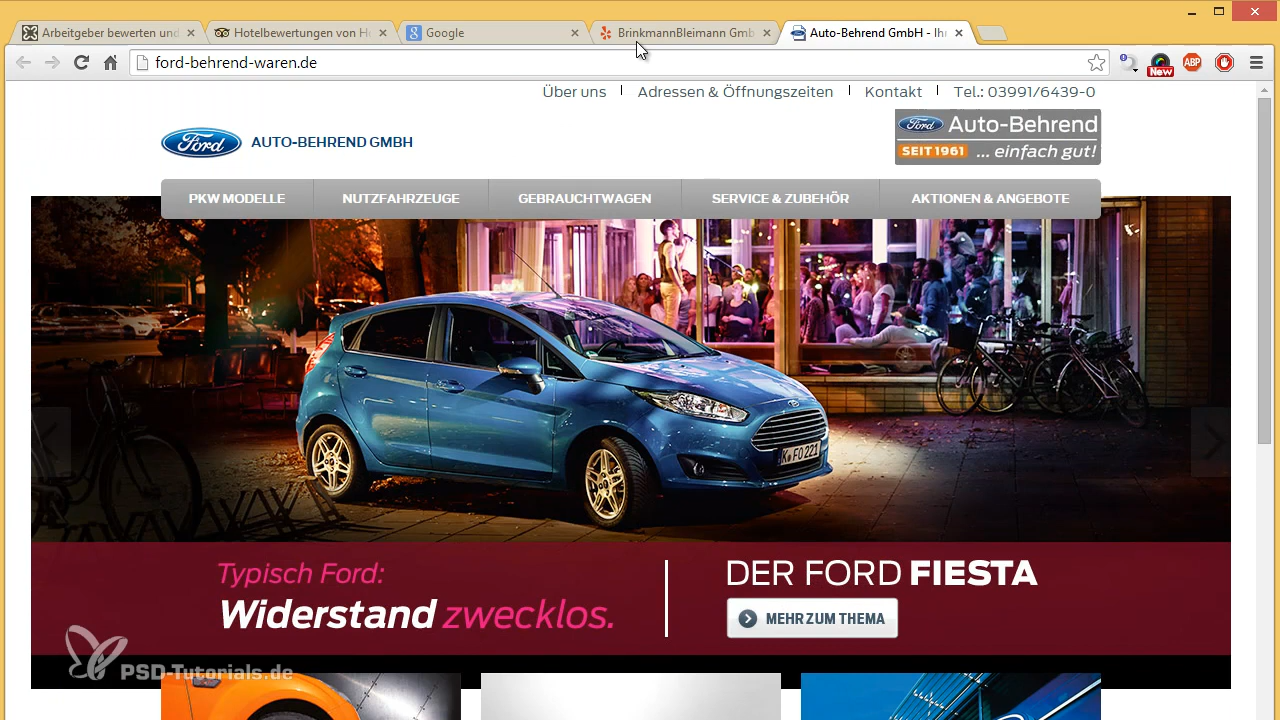 Arbeitgeber bewerten und
Hotelbewertungen von H
Google
BrinkmannBleimann Gmb
Auto-Behrend GmbH - Ihr
ford-behrend-waren.de
New
ABP
Über uns
Adressen & Öffnungszeiten
Kontakt
Tel.: 03991/6439-0
Ford
AUTO-BEHREND GMBH
Ford Auto-Behrend
SEIT 1961 ... einfach gut!
PKW MODELLE
NUTZFAHRZEUGE
GEBRAUCHTWAGEN
SERVICE & ZUBEHÖR
AKTIONEN & ANGEBOTE
K FO 221
Typisch Ford:
Widerstand zwecklos.
DER FORD FIESTA
MEHR ZUM THEMA
PSD-Tutorials.de